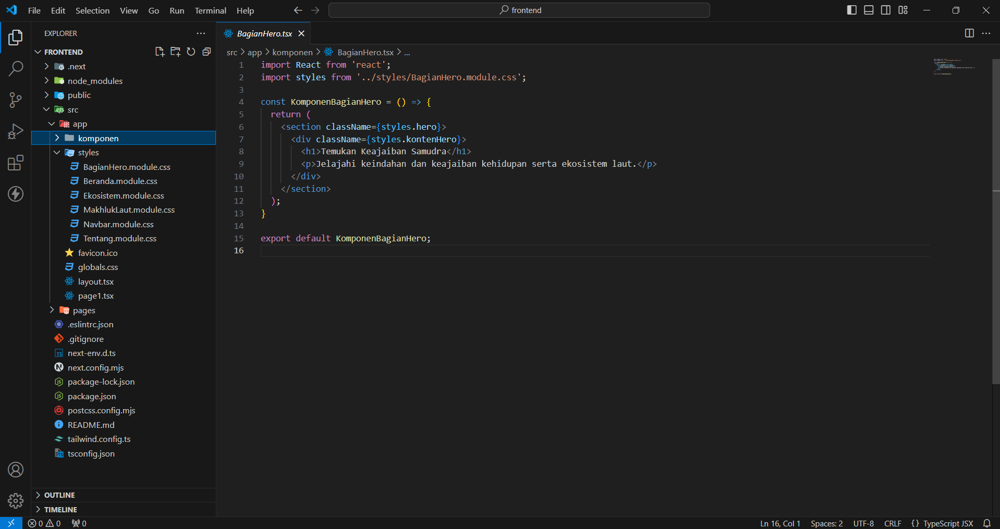 File Edit Selection View Go Run Terminal Help
frontend
EXPLORER
BagianHero.tsx
FRONTEND
.next
node_modules
public
src
app
komponen
styles
BagianHero.module.css
Beranda.module.css
Ekosistem.module.css
MakhlukLaut.module.css
Navbar.module.css
Tentang.module.css
favicon.ico
globals.css
layout.tsx
page1.tsx
pages
.eslintrc.json
.gitignore
next-env.d.ts
next.config.mjs
package-lock.json
package.json
postcss.config.mjs
README.md
tailwind.config.ts
tsconfig.json
OUTLINE
TIMELINE
src > app > komponen > BagianHero.tsx > ...
1 import React from 'react';
2 import styles from '../styles/BagianHero.module.css';
3
4 const KomponenBagianHero = () => {
5 return (
6 <section className={styles.hero}>
7 <div className={styles.kontenHero}>
8 <h1>Temukan Keajaiban Samudra</h1>
9 <p>Jelajahi keindahan dan keajaiban kehidupan serta ekosistem laut.</p>
10 </div>
11 </section>
12 );
13 }
14
15 export default KomponenBagianHero;
16
0 0 0
Ln 16, Col 1 Spaces: 2 UTF-8 CRLF {} TypeScript JSX